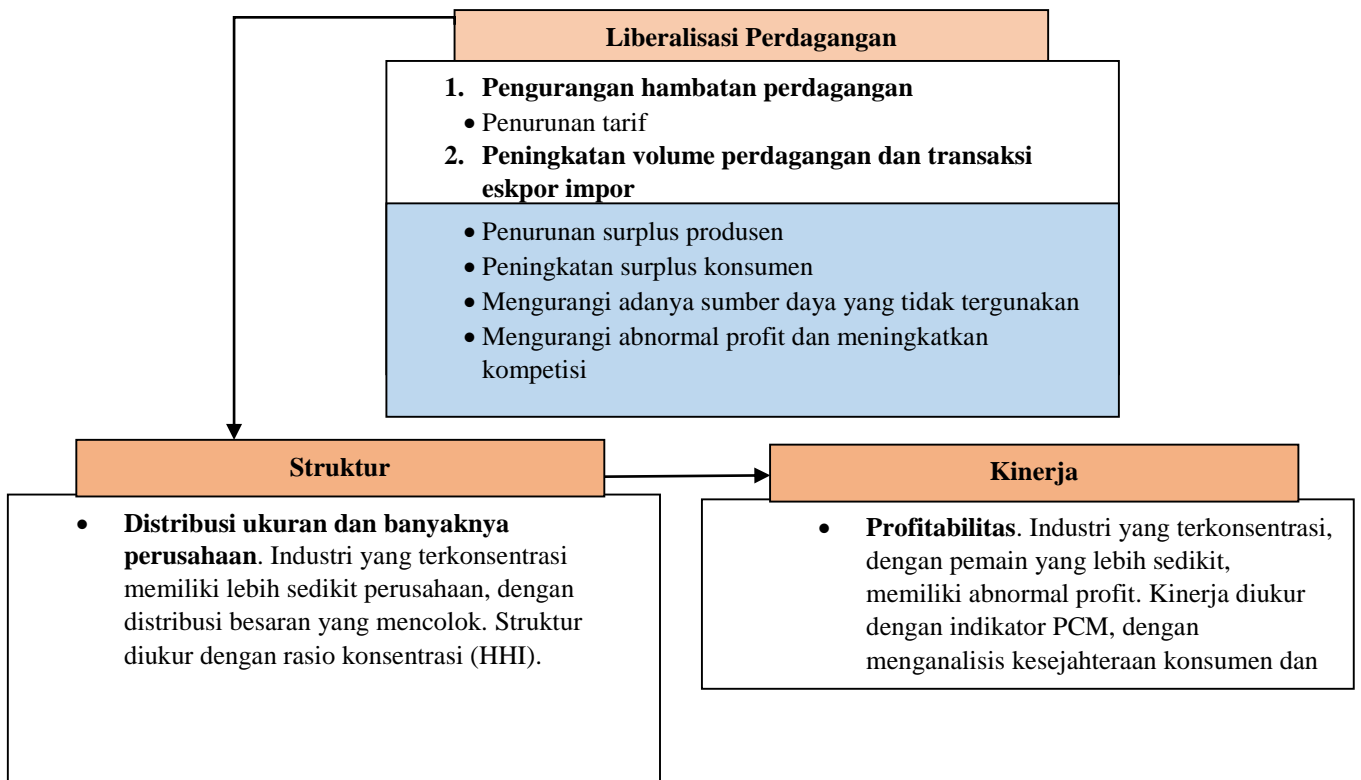 Liberalisasi Perdagangan
1. Pengurangan hambatan perdagangan
• Penurunan tarif
2. Peningkatan volume perdagangan dan transaksi
eskpor impor
• Penurunan surplus produsen
• Peningkatan surplus konsumen
• Mengurangi adanya sumber daya yang tidak tergunakan
• Mengurangi abnormal profit dan meningkatkan
kompetisi
Struktur
• Distribusi ukuran dan banyaknya
perusahaan. Industri yang terkonsentrasi
memiliki lebih sedikit perusahaan, dengan
distribusi besaran yang mencolok. Struktur
diukur dengan rasio konsentrasi (HHI).
Kinerja
• Profitabilitas. Industri yang terkonsentrasi,
dengan pemain yang lebih sedikit,
memiliki abnormal profit. Kinerja diukur
dengan indikator PCM, dengan
menganalisis kesejahteraan konsumen dan